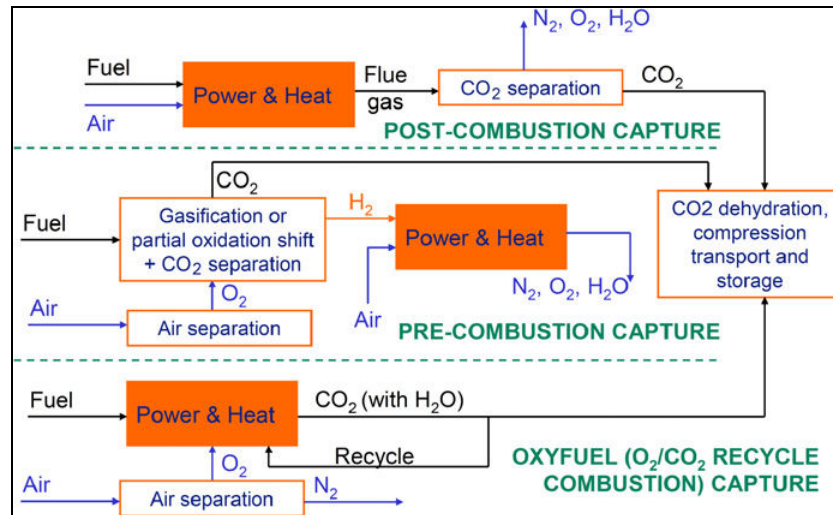 N₂, O₂, H₂O
Fuel
Power & Heat
Flue
gas
CO₂ separation
CO₂
Air
POST-COMBUSTION CAPTURE
CO₂
Fuel
Gasification or
partial oxidation shift
+ CO₂ separation
H₂
Power & Heat
CO2 dehydration,
compression
transport and
storage
N₂, O₂, H₂O
Air
O₂
Air separation
Air
PRE-COMBUSTION CAPTURE
Fuel
Power & Heat
CO₂ (with H₂O)
Recycle
O₂
Air
Air separation
N₂
OXYFUEL (O₂/CO₂ RECYCLE
COMBUSTION) CAPTURE